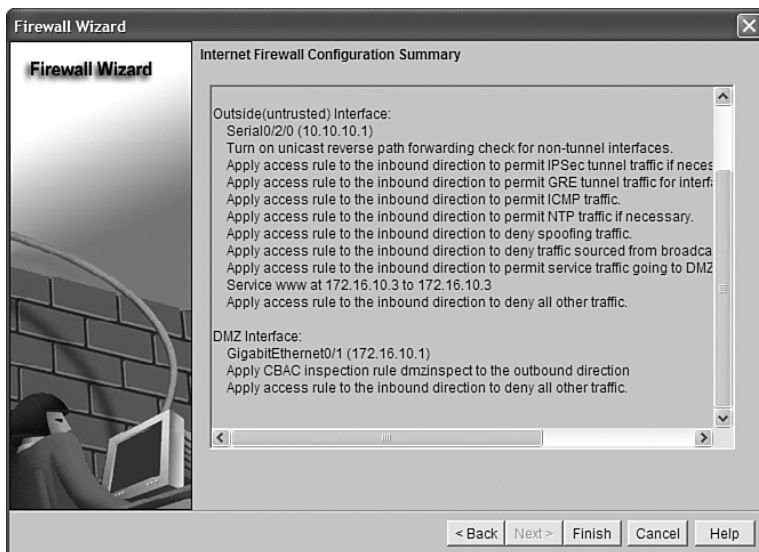 Firewall Wizard
Firewall Wizard
Internet Firewall Configuration Summary
Outside(untrusted) Interface:
Serial0/2/0 (10.10.10.1)
Turn on unicast reverse path forwarding check for non-tunnel interfaces.
Apply access rule to the inbound direction to permit IPSec tunnel traffic if neces
Apply access rule to the inbound direction to permit GRE tunnel traffic for interfa
Apply access rule to the inbound direction to permit ICMP traffic.
Apply access rule to the inbound direction to permit NTP traffic if necessary.
Apply access rule to the inbound direction to deny spoofing traffic.
Apply access rule to the inbound direction to deny traffic sourced from broadca
Apply access rule to the inbound direction to permit service traffic going to DMZ
Service www at 172.16.10.3 to 172.16.10.3
Apply access rule to the inbound direction to deny all other traffic.
DMZ Interface:
GigabitEthernet0/1 (172.16.10.1)
Apply CBAC inspection rule dmzinspect to the outbound direction
Apply access rule to the inbound direction to deny all other traffic.
< Back Next > Finish Cancel Help